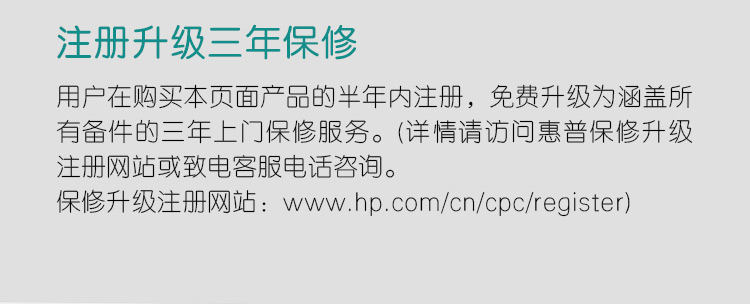 注册升级三年保修
用户在购买本页面产品的半年内注册，免费升级为涵盖所
有备件的三年上门保修服务。(详情请访问惠普保修升级
注册网站或致电客服电话咨询。
保修升级注册网站：www.hp.com/cn/cpc/register)